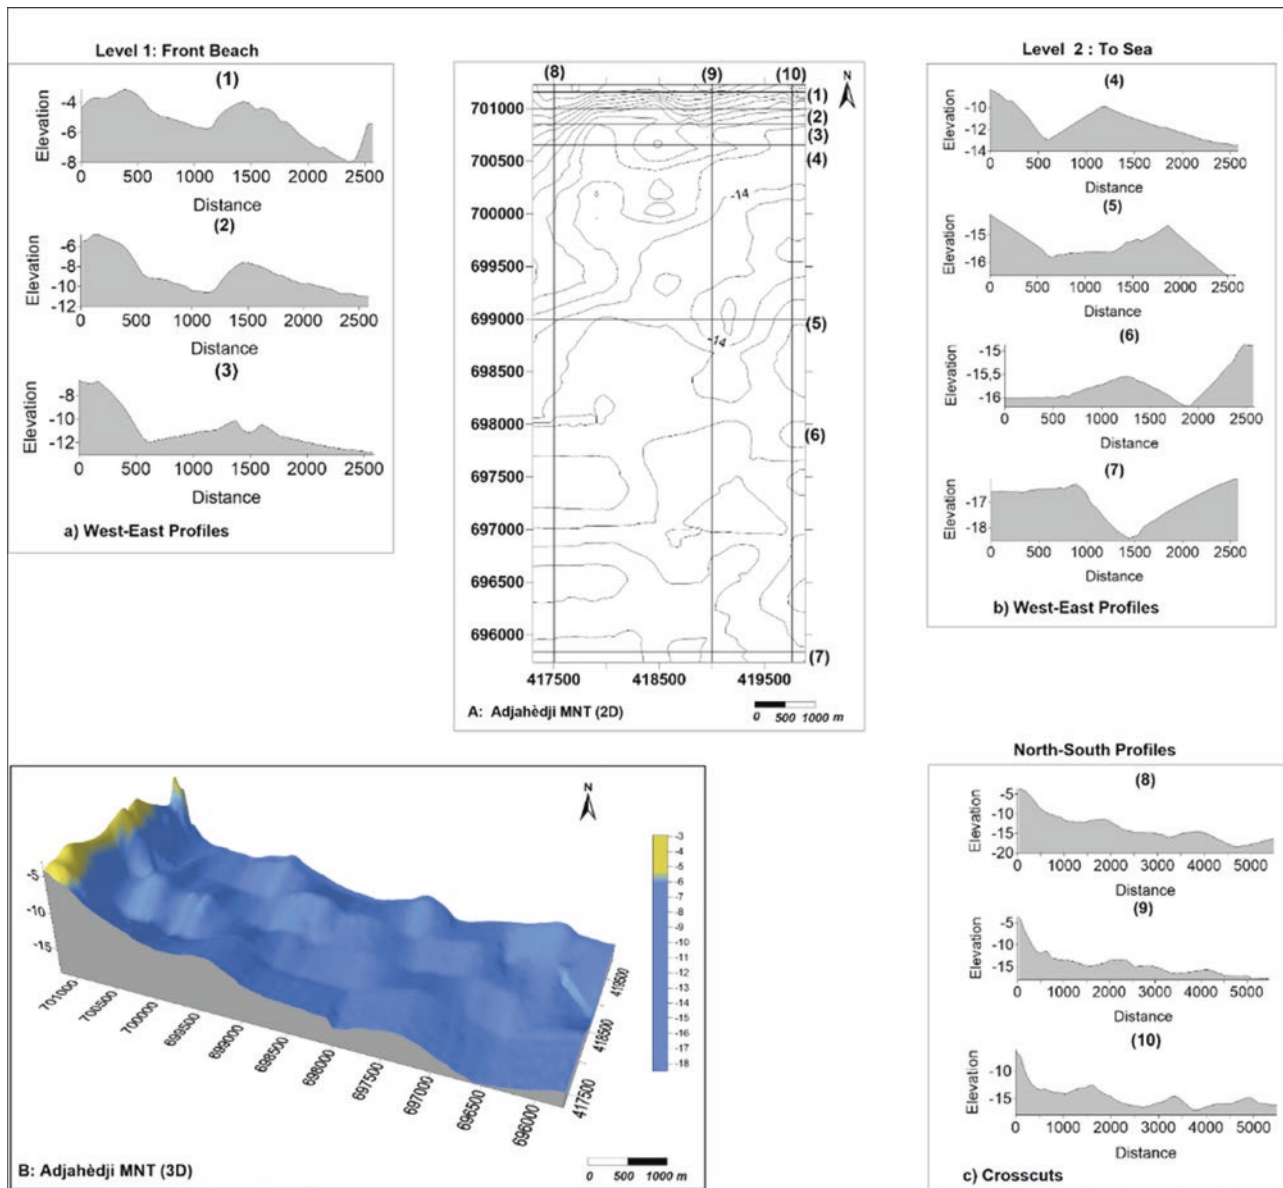 Level 1: Front Beach
(1)
Elevation
-4
-6
-8
0 500 1000 1500 2000 2500
Distance
(2)
Elevation
-6
-8
-10
-12
0 500 1000 1500 2000 2500
Distance
(3)
Elevation
-8
-10
-12
0 500 1000 1500 2000 2500
Distance
a) West-East Profiles
(8) (9) (10) N
701000 (1)
(2)
(3)
700500 (4)
700000 -14
699500
699000 (5)
-14
698500
698000 (6)
697500
697000
696500
696000
(7)
417500 418500 419500
A: Adjahèdji MNT (2D)
0 500 1000 m
Level 2 : To Sea
(4)
Elevation
-10
-12
-14
0 500 1000 1500 2000 2500
Distance
(5)
Elevation
-15
-16
0 500 1000 1500 2000 2500
Distance
(6)
Elevation
-15
-15,5
-16
0 500 1000 1500 2000 2500
Distance
(7)
Elevation
-17
-18
0 500 1000 1500 2000 2500
Distance
b) West-East Profiles
N
-3
-4
-5
-6
-7
-8
-9
-10
-12
-13
-14
-15
-16
-17
-18
-5
-10
-15
701000 700500 700000 699500 699000 698500 698000 697500 697000 696500 696000
417500 418500 419500
B: Adjahèdji MNT (3D)
0 500 1000 m
North-South Profiles
(8)
Elevation
-5
-10
-15
-20
0 1000 2000 3000 4000 5000
Distance
(9)
Elevation
-5
-10
-15
0 1000 2000 3000 4000 5000
Distance
(10)
Elevation
-10
-15
0 1000 2000 3000 4000 5000
Distance
c) Crosscuts